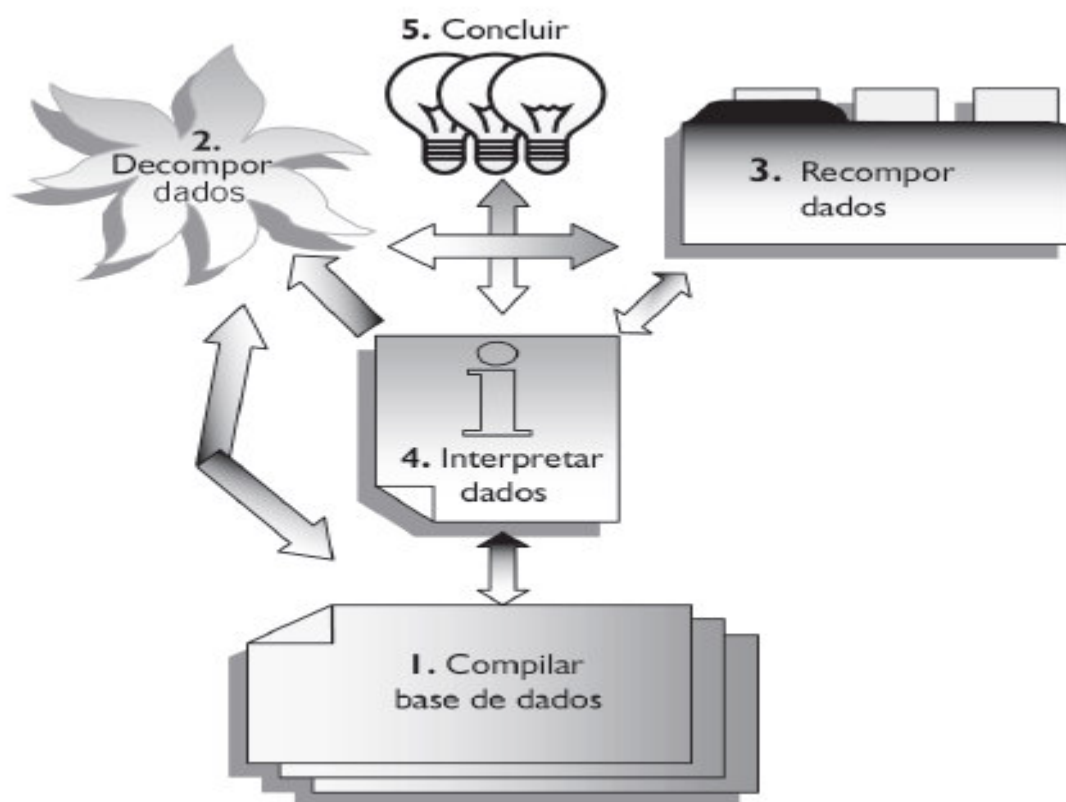 5. Concluir
2.
Decompor
dados
3. Recompor
dados
4. Interpretar
dados
1. Compilar
base de dados